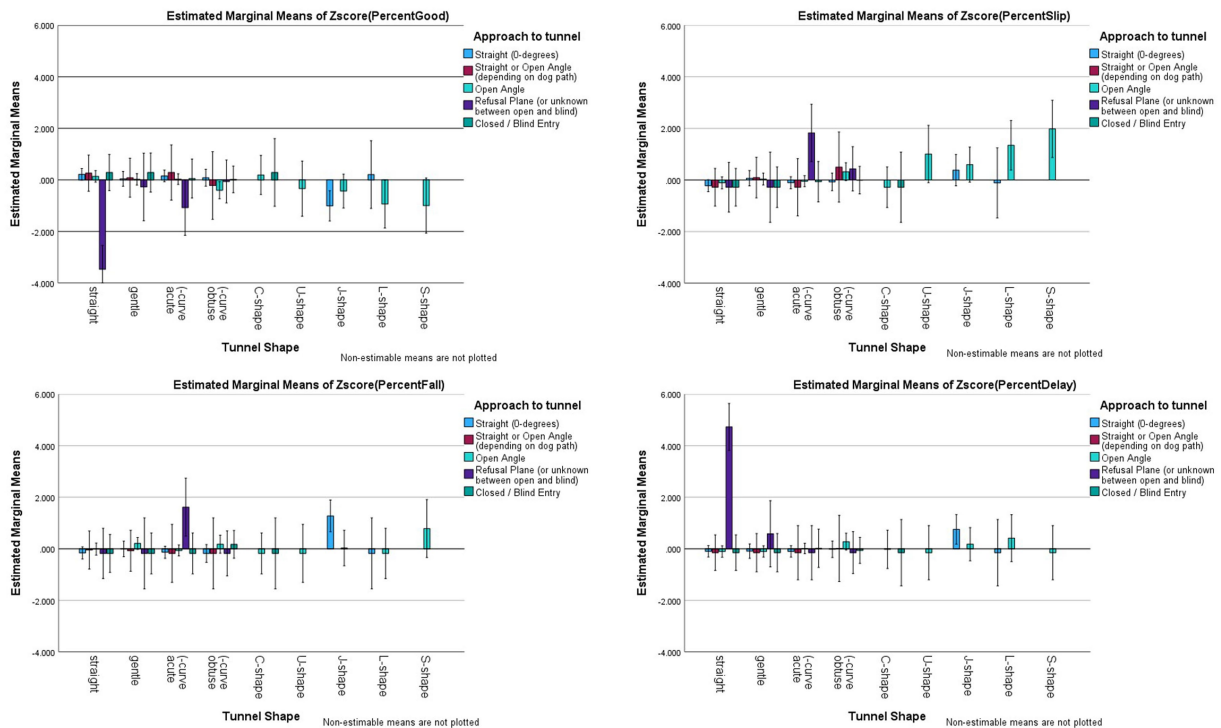 Estimated Marginal Means of Zscore(PercentGood)
Estimated Marginal Means
6.000
4.000
2.000
.000
-2.000
-4.000
straight
gentle
(-curve
acute
(-curve
obtuse
C-shape
U-shape
J-shape
L-shape
S-shape
Tunnel Shape
Non-estimable means are not plotted
Approach to tunnel
Straight (0-degrees)
Straight or Open Angle
(depending on dog path)
Open Angle
Refusal Plane (or unknown
between open and blind)
Closed / Blind Entry
Estimated Marginal Means of Zscore(PercentSlip)
Estimated Marginal Means
6.000
4.000
2.000
.000
-2.000
-4.000
straight
gentle
(-curve
acute
(-curve
obtuse
C-shape
U-shape
J-shape
L-shape
S-shape
Tunnel Shape
Non-estimable means are not plotted
Approach to tunnel
Straight (0-degrees)
Straight or Open Angle
(depending on dog path)
Open Angle
Refusal Plane (or unknown
between open and blind)
Closed / Blind Entry
Estimated Marginal Means of Zscore(PercentFall)
Estimated Marginal Means
6.000
4.000
2.000
.000
-2.000
-4.000
straight
gentle
(-curve
acute
(-curve
obtuse
C-shape
U-shape
J-shape
L-shape
S-shape
Tunnel Shape
Non-estimable means are not plotted
Approach to tunnel
Straight (0-degrees)
Straight or Open Angle
(depending on dog path)
Open Angle
Refusal Plane (or unknown
between open and blind)
Closed / Blind Entry
Estimated Marginal Means of Zscore(PercentDelay)
Estimated Marginal Means
6.000
4.000
2.000
.000
-2.000
-4.000
straight
gentle
(-curve
acute
(-curve
obtuse
C-shape
U-shape
J-shape
L-shape
S-shape
Tunnel Shape
Non-estimable means are not plotted
Approach to tunnel
Straight (0-degrees)
Straight or Open Angle
(depending on dog path)
Open Angle
Refusal Plane (or unknown
between open and blind)
Closed / Blind Entry